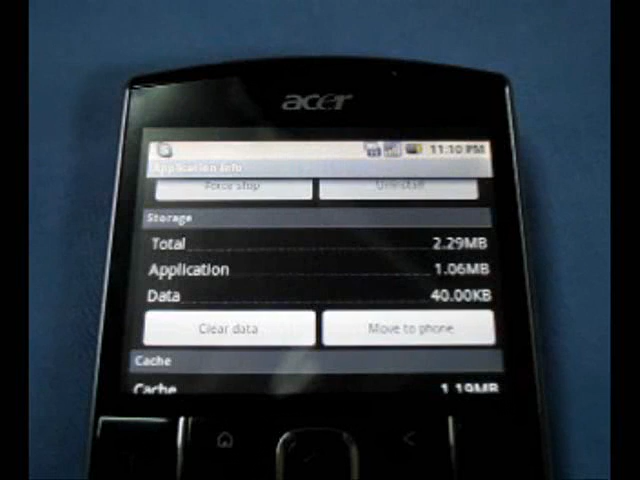 acer
11:10 PM
Application info
Force stop Uninstall
Storage
Total 2.29MB
Application 1.06MB
Data 40.00KB
Clear data Move to phone
Cache
Cache 1.19MB